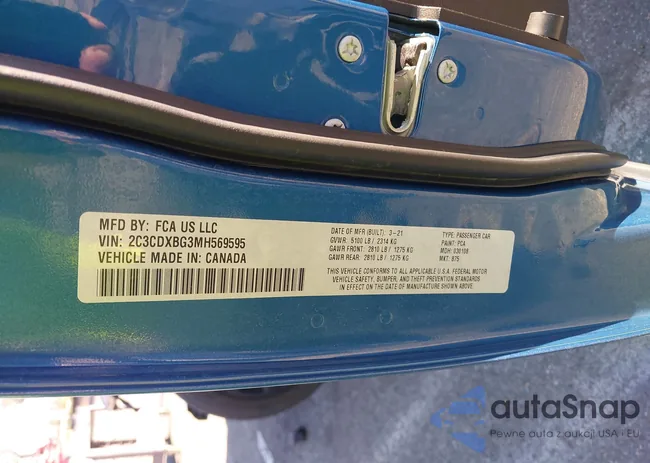 MFD BY: FCA US LLC
VIN: 2C3CDXBG3MH569595
VEHICLE MADE IN: CANADA
DATE OF MFR (BUILT): 3-21
GVWR: 5100 LB / 2314 KG
GAWR FRONT: 2810 LB / 1275 KG
GAWR REAR: 2810 LB / 1275 KG
TYPE: PASSENGER CAR
PAINT: PCA
MDH: 030108
MKT: B75
THIS VEHICLE CONFORMS TO ALL APPLICABLE U.S.A. FEDERAL MOTOR
VEHICLE SAFETY, BUMPER, AND THEFT PREVENTION STANDARDS
IN EFFECT ON THE DATE OF MANUFACTURE SHOWN ABOVE.
autaSnap
Pewne auta z aukcji USA i EU